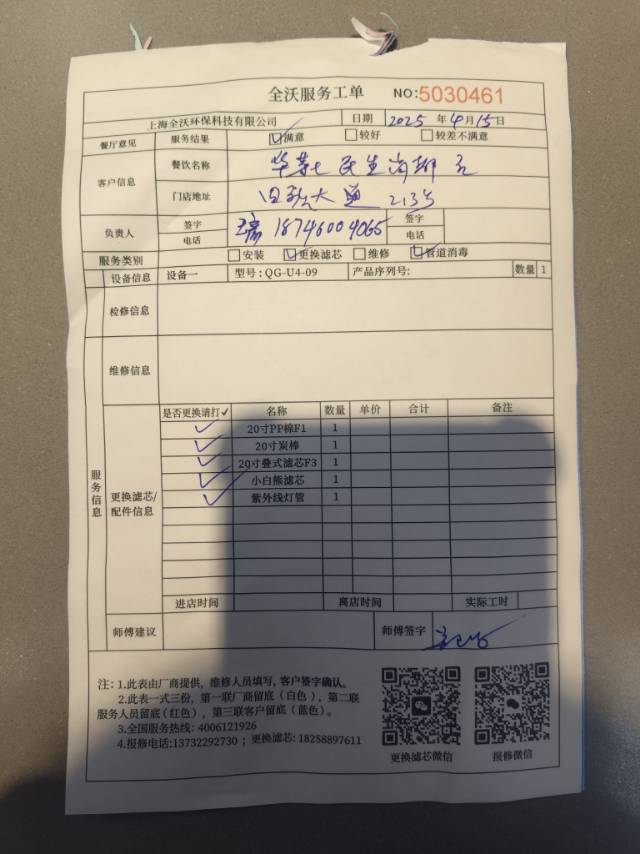 全沃服务工单 NO:5030461
上海全沃环保科技有限公司 日期 2025年4月15日
餐厅意见 服务结果 ☑满意 □较好 □较差不满意
客户信息 餐饮名称
门店地址 大道 213号
负责人 签字 签字
电话 18746004065 电话
服务类别 □安装 ☑更换滤芯 □维修 ☑管道消毒
设备信息 设备一 型号:QG-U4-09 产品序列号: 数量 1
检修信息
服务信息
维修信息
更换滤芯/配件信息
是否更换请打✓ 名称 数量 单价 合计 备注
✓ 20寸PP棉F1 1
✓ 20寸炭棒 1
✓ 20寸叠式滤芯F3 1
✓ 小白熊滤芯 1
✓ 紫外线灯管 1
进店时间 离店时间 实际工时
师傅建议 师傅签字
注: 1.此表由厂商提供, 维修人员填写, 客户签字确认。
2.此表一式三份, 第一联厂商留底(白色), 第二联
服务人员留底(红色), 第三联客户留底(蓝色)。
3.全国服务热线: 4006121926
4.报修电话:13732292730 ; 更换滤芯: 18258897611
更换滤芯微信 报修微信